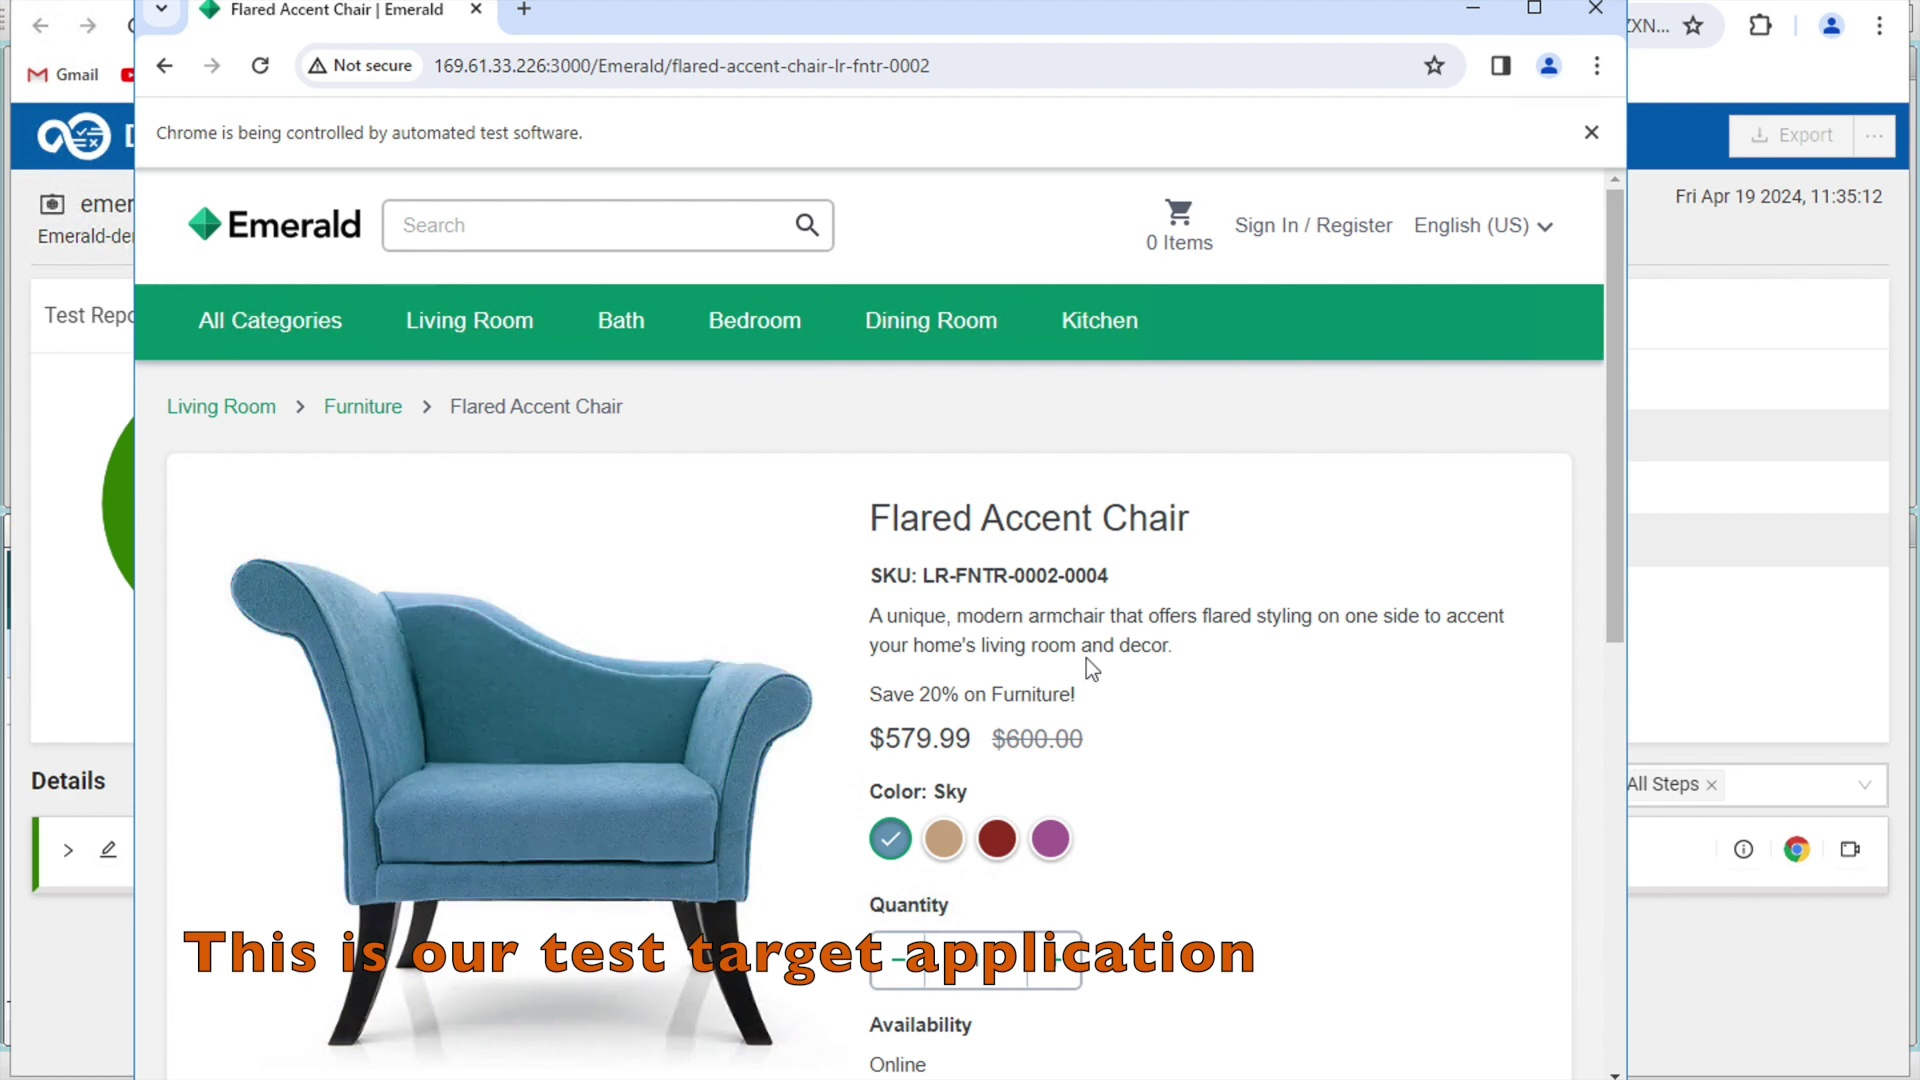 Flared Accent Chair | Emerald
Not secure
169.61.33.226:3000/Emerald/flared-accent-chair-lr-fntr-0002
ZXN...
Gmail
Chrome is being controlled by automated test software.
Export
emer
Emerald-de
Fri Apr 19 2024, 11:35:12
Emerald
Search
0 Items
Sign In / Register
English (US)
Test Repo
All Categories
Living Room
Bath
Bedroom
Dining Room
Kitchen
Living Room > Furniture > Flared Accent Chair
Flared Accent Chair
SKU: LR-FNTR-0002-0004
A unique, modern armchair that offers flared styling on one side to accent
your home's living room and decor.
Save 20% on Furniture!
$579.99 $600.00
Color: Sky
Details
All Steps
Quantity
This is our test target application
Availability
Online